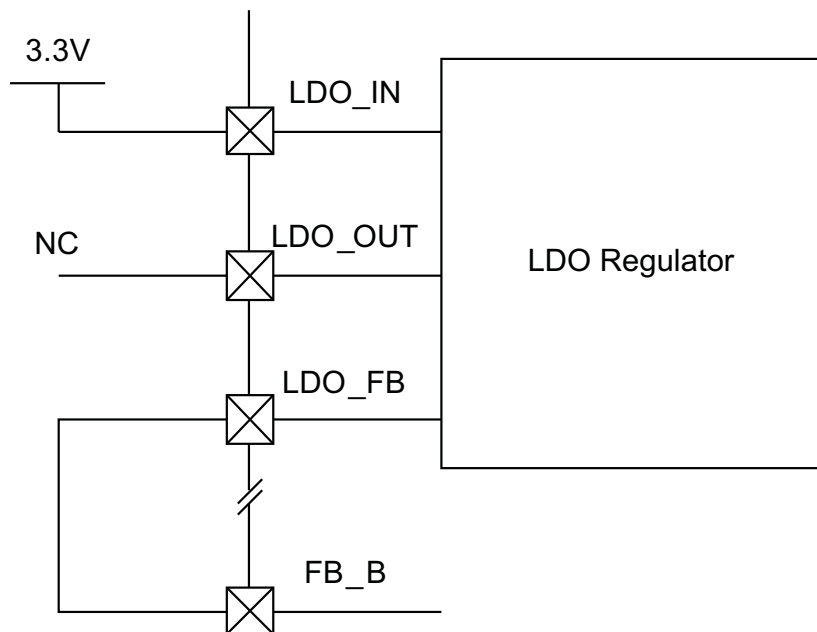 3.3V
LDO_IN
NC
LDO_OUT
LDO Regulator
LDO_FB
FB_B